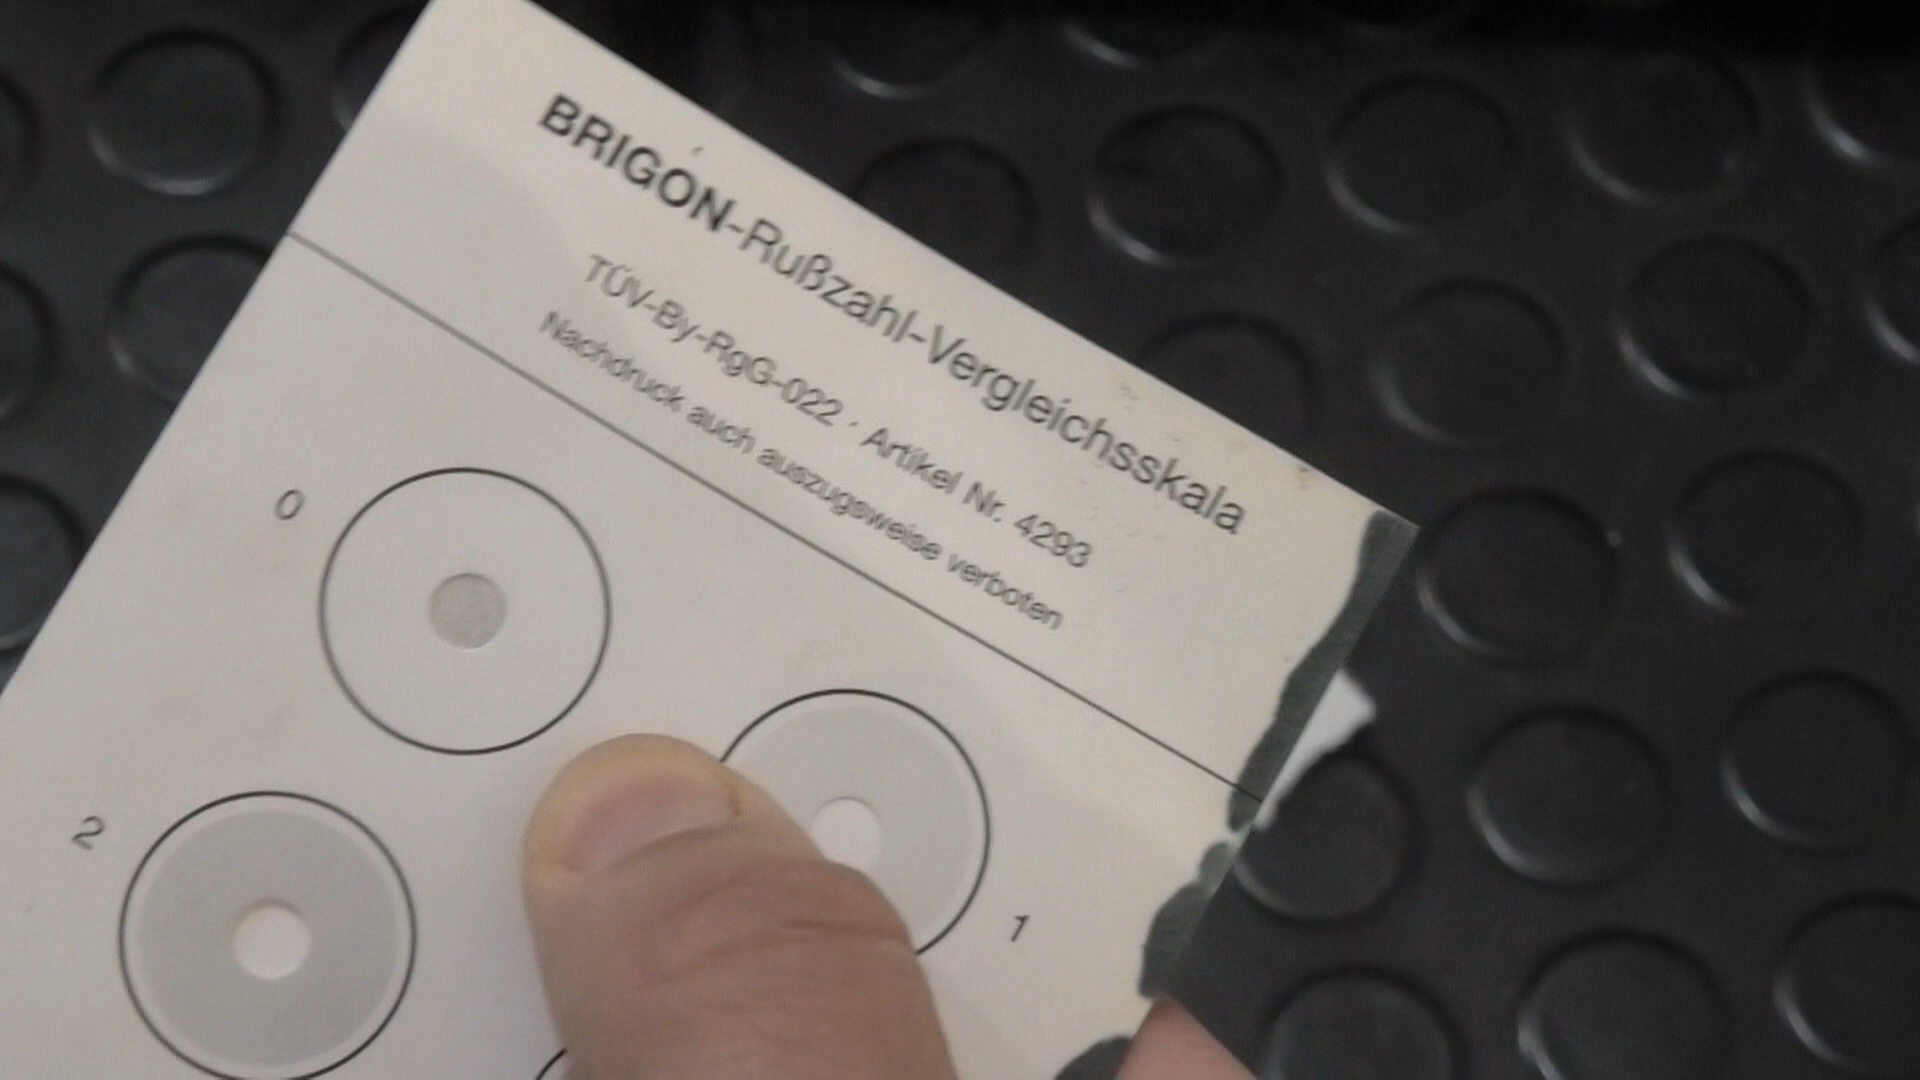 BRIGON-Rußzahl-Vergleichsskala
TÜV-By-RgG-022 · Artikel Nr. 4293
Nachdruck auch auszugsweise verboten
0
1
2